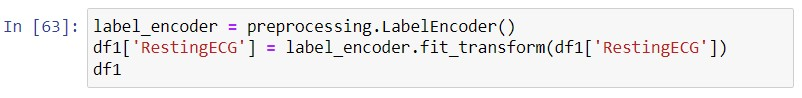 In [63]: label_encoder = preprocessing.LabelEncoder()
df1['RestingECG'] = label_encoder.fit_transform(df1['RestingECG'])
df1